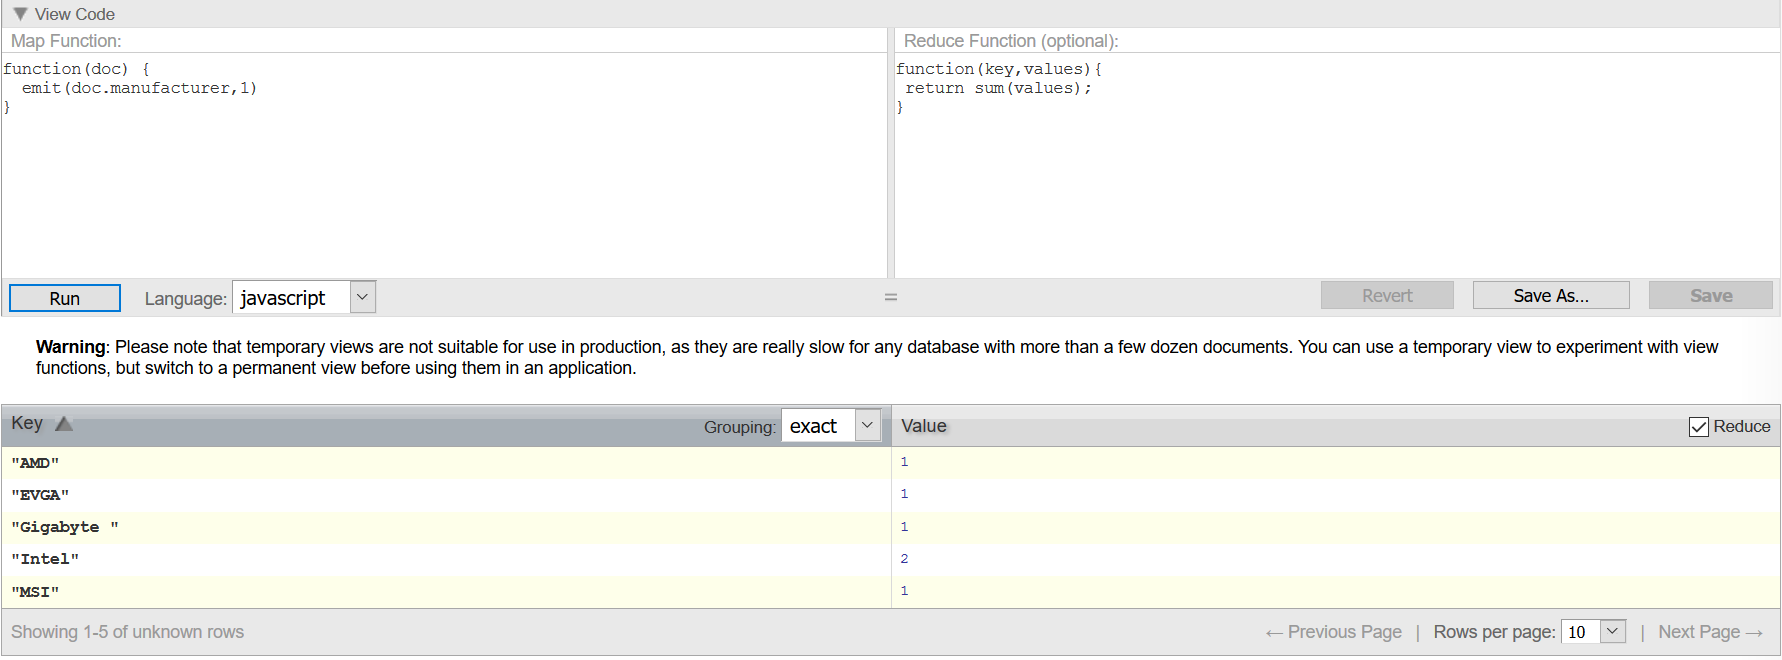 View Code
Map Function:
function(doc) {
  emit(doc.manufacturer,1)
}
Reduce Function (optional):
function(key,values){
 return sum(values);
}
Run Language: javascript = Revert Save As... Save
Warning: Please note that temporary views are not suitable for use in production, as they are really slow for any database with more than a few dozen documents. You can use a temporary view to experiment with view
functions, but switch to a permanent view before using them in an application.
Key Grouping: exact Value Reduce
"AMD" 1
"EVGA" 1
"Gigabyte " 1
"Intel" 2
"MSI" 1
Showing 1-5 of unknown rows ← Previous Page | Rows per page: 10 | Next Page →